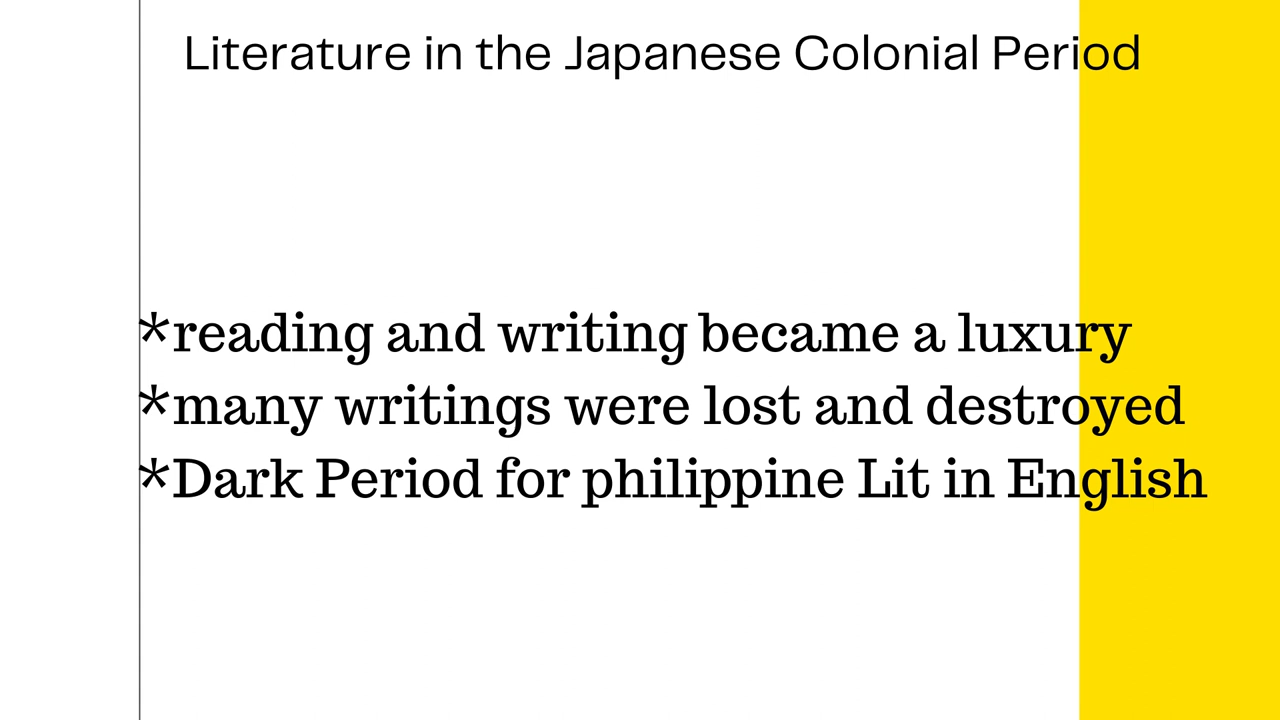 Literature in the Japanese Colonial Period
*reading and writing became a luxury
*many writings were lost and destroyed
*Dark Period for philippine Lit in English